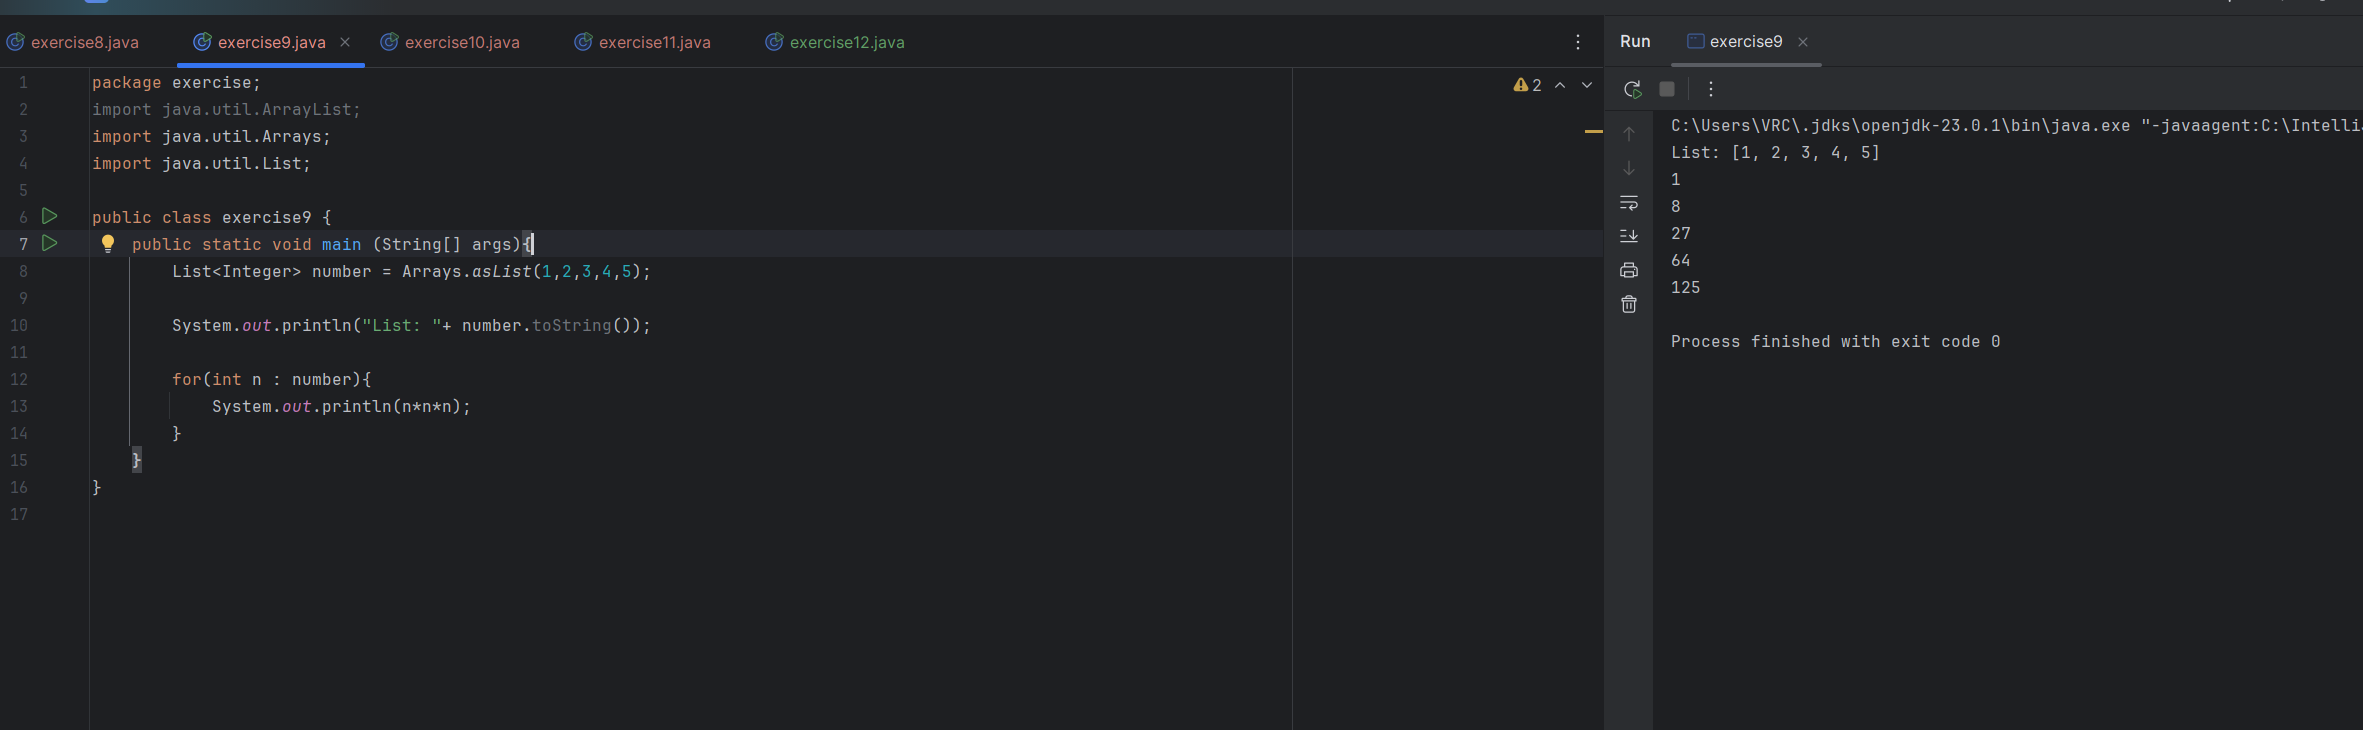 exercise8.java exercise9.java exercise10.java exercise11.java exercise12.java
1 package exercise;
2 import java.util.ArrayList;
3 import java.util.Arrays;
4 import java.util.List;
5
6 public class exercise9 {
7 public static void main (String[] args){
8 List<Integer> number = Arrays.asList(1,2,3,4,5);
9
10 System.out.println("List: "+ number.toString());
11
12 for(int n : number){
13 System.out.println(n*n*n);
14 }
15 }
16 }
17
2
Run exercise9
C:\Users\VRC\.jdks\openjdk-23.0.1\bin\java.exe "-javaagent:C:\Intelli
List: [1, 2, 3, 4, 5]
1
8
27
64
125
Process finished with exit code 0